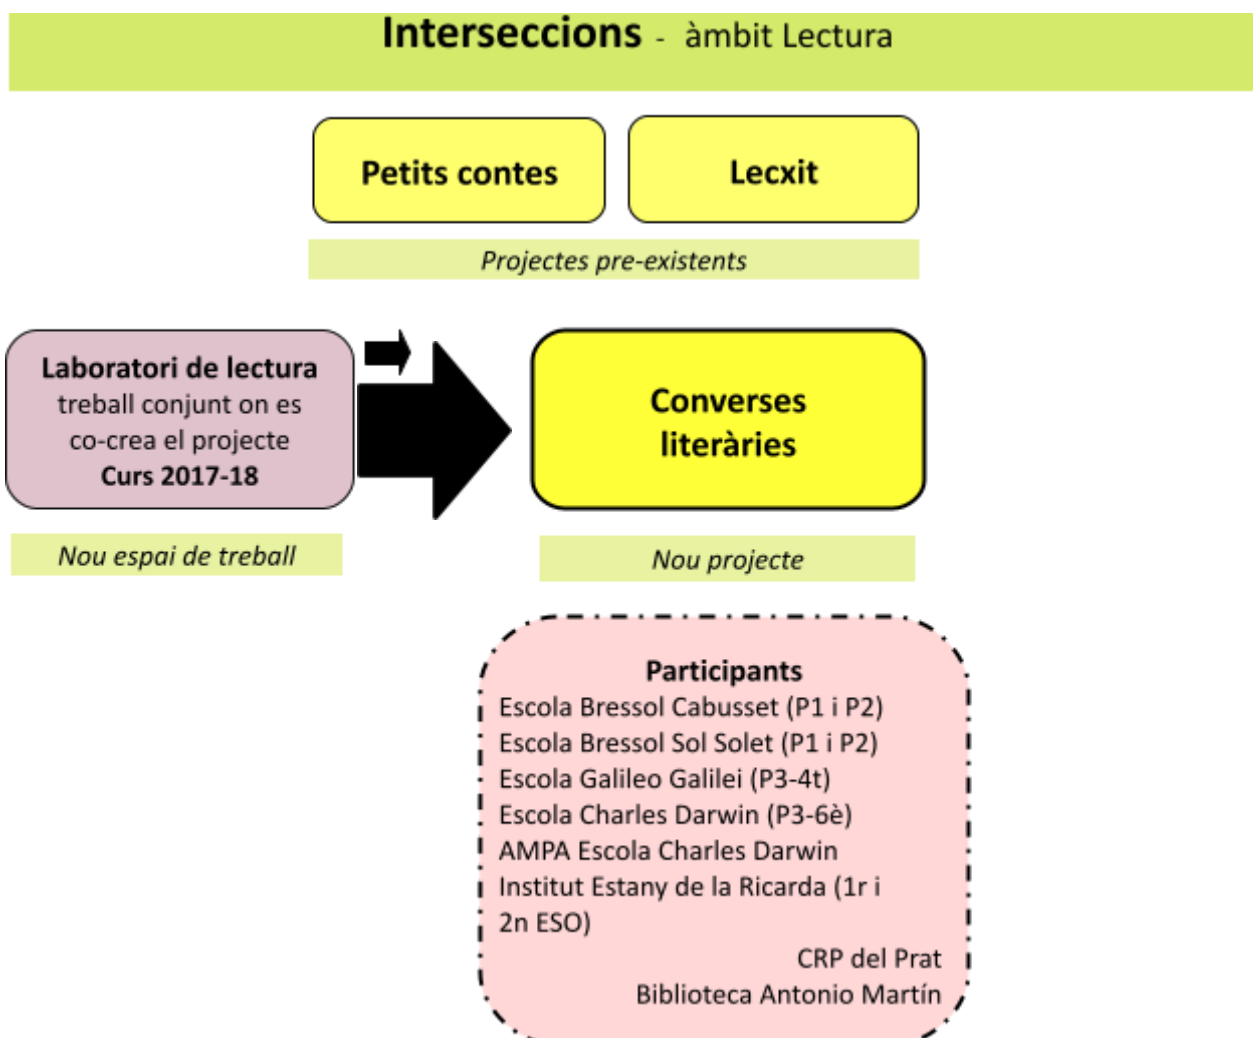 Interseccions - àmbit Lectura
Petits contes
Lecxit
Projectes pre-existents
Laboratori de lectura
treball conjunt on es
co-crea el projecte
Curs 2017-18
Converses
literàries
Nou espai de treball
Nou projecte
Participants
Escola Bressol Cabusset (P1 i P2)
Escola Bressol Sol Solet (P1 i P2)
Escola Galileo Galilei (P3-4t)
Escola Charles Darwin (P3-6è)
AMPA Escola Charles Darwin
Institut Estany de la Ricarda (1r i
2n ESO)
CRP del Prat
Biblioteca Antonio Martín